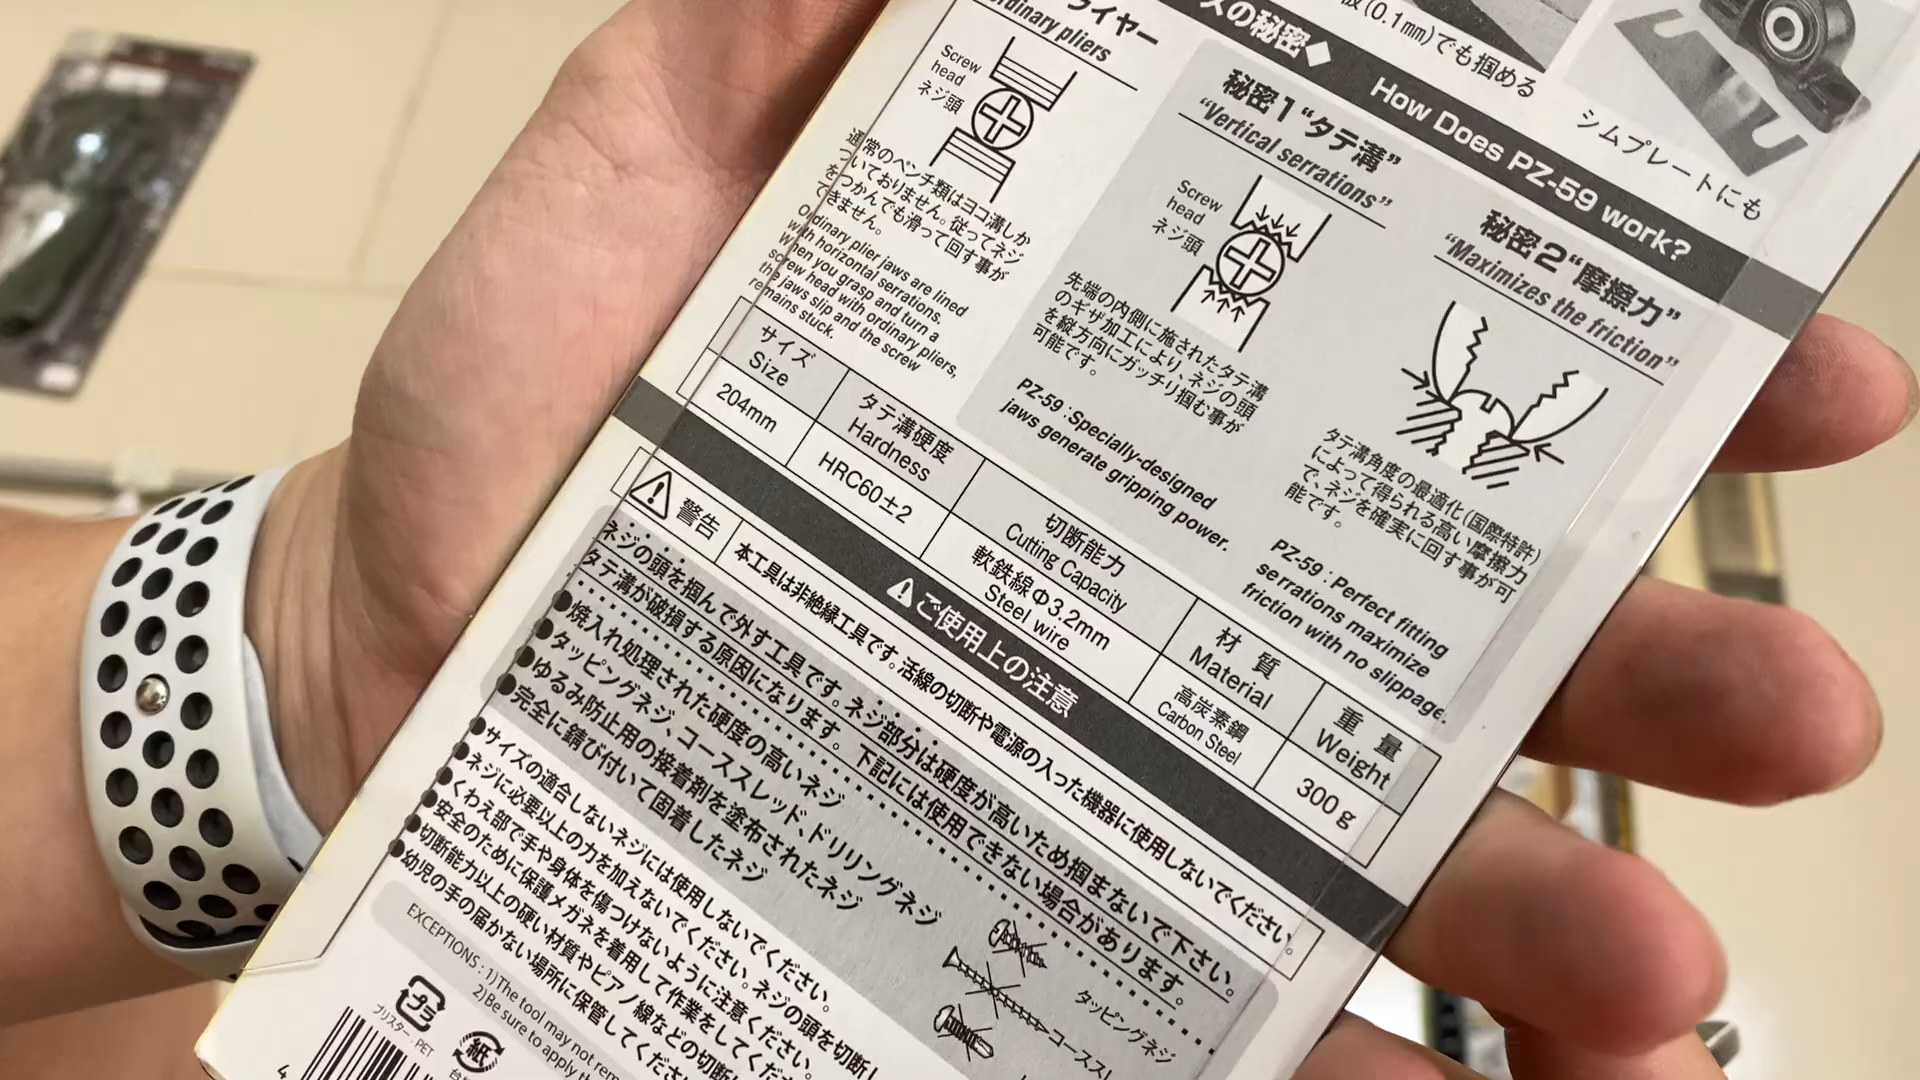 ライヤー
ordinary pliers
Screw
head
ネジ頭
通常のペンチ類はヨコ溝しか
ついておりません。従ってネジ
をつかんでも滑って回す事が
できません。
Ordinary plier jaws are lined
with horizontal serrations.
When you grasp and turn a
screw head with ordinary pliers,
the jaws slip and the screw
remains stuck.
(0.1mm)でも掴める
シムプレートにも
スの秘密◆ How Does PZ-59 work?
秘密1“タテ溝”
“Vertical serrations”
Screw
head
ネジ頭
先端の内側に施されたタテ溝
のギザ加工により、ネジの頭
を縦方向にガッチリ掴む事が
可能です。
PZ-59 : Specially-designed
jaws generate gripping power.
秘密2“摩擦力”
“Maximizes the friction”
タテ溝角度の最適化(国際特許)
によって得られる高い摩擦力
で、ネジを確実に回す事が可
能です。
PZ-59 : Perfect fitting
serrations maximize
friction with no slippage.
サイズ
Size
204mm
タテ溝硬度
Hardness
HRC60±2
切断能力
Cutting Capacity
軟鉄線Φ3.2mm
Steel wire
材質
Material
高炭素鋼
Carbon Steel
重量
Weight
300g
⚠ご使用上の注意
⚠警告
本工具は非絶縁工具です。活線の切断や電源の入った機器に使用しないでください。
ネジの頭を掴んで外す工具です。ネジ部分は硬度が高いため掴まないで下さい。
タテ溝が破損する原因になります。下記には使用できない場合があります。
●焼入れ処理された硬度の高いネジ
●タッピングネジ、コーススレッド、ドリリングネジ
●ゆるみ防止用の接着剤を塗布されたネジ
●完全に錆び付いて固着したネジ
タッピングネジ
コースス
●サイズの適合しないネジには使用しないでください。
●ネジに必要以上の力を加えないでください。ネジの頭を切断し
●くわえ部で手や身体を傷つけないように注意ください。
●安全のために保護メガネを着用して作業をしてくだ
●切断能力以上の硬い材質やピアノ線などの切断
●幼児の手の届かない場所に保管してくださ
EXCEPTIONS : 1)The tool may not rem
2)Be sure to apply th
プラ
ブリスター : PET
紙
台
4